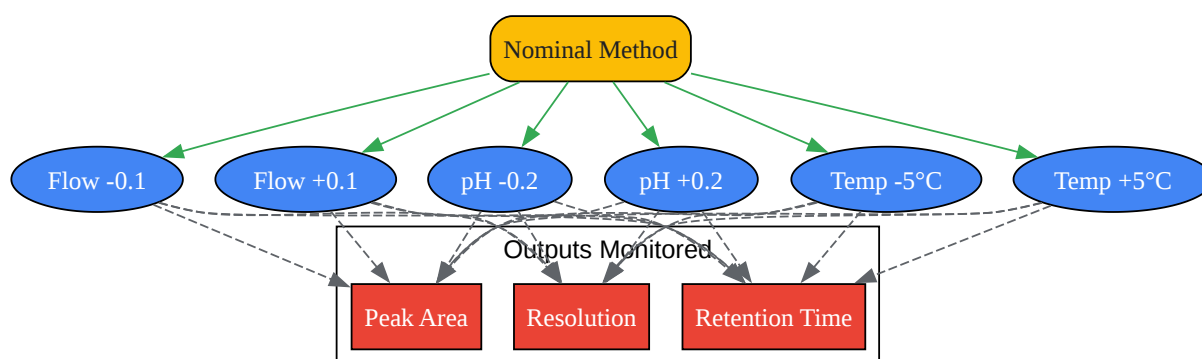 Nominal Method
Flow -0.1
Flow +0.1
pH -0.2
pH +0.2
Temp -5°C
Temp +5°C
Outputs Monitored
Peak Area
Resolution
Retention Time